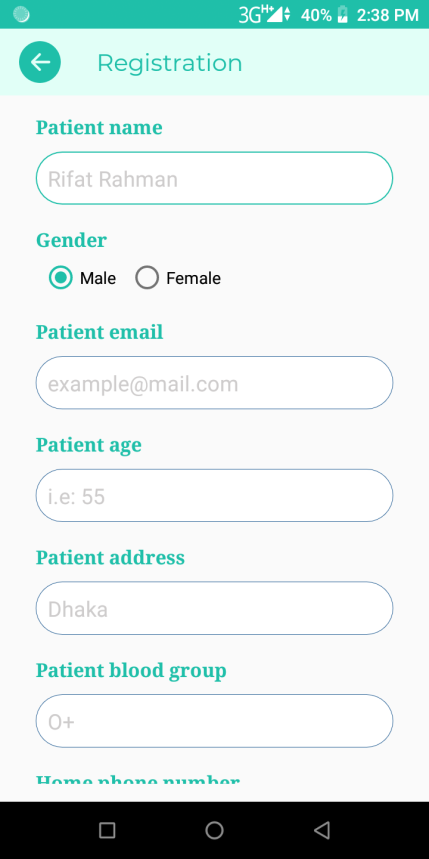 3G H+ 40% 2:38 PM
Registration
Patient name
Rifat Rahman
Gender
Male Female
Patient email
example@mail.com
Patient age
i.e: 55
Patient address
Dhaka
Patient blood group
O+
Home phone number